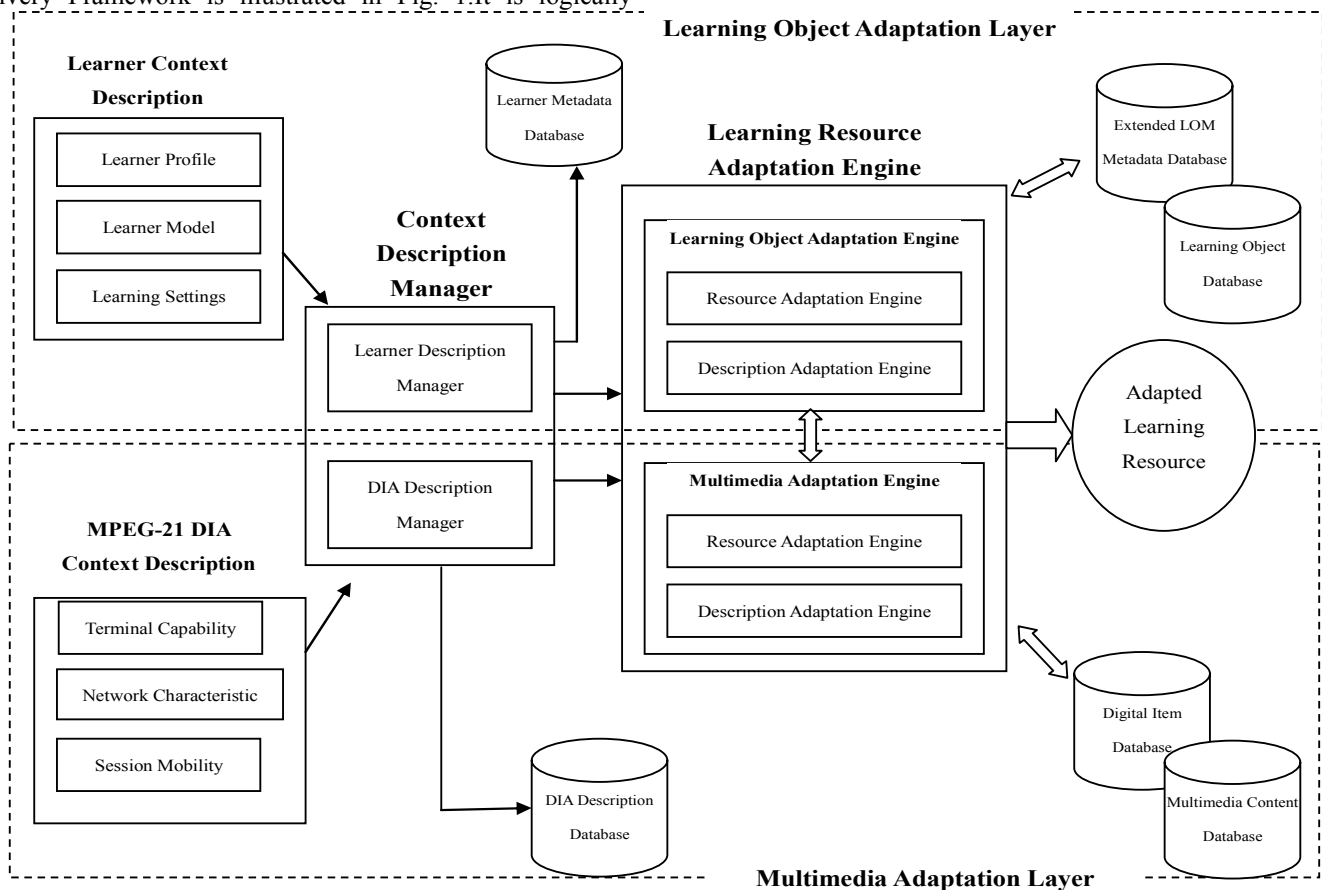 ivery Framework is illustrated in Fig. 1.It is logically
Learning Object Adaptation Layer
Learner Context
Description
Learner Profile
Learner Model
Learning Settings
Learner Metadata
Database
Context
Description
Manager
Learner Description
Manager
DIA Description
Manager
Learning Resource
Adaptation Engine
Learning Object Adaptation Engine
Resource Adaptation Engine
Description Adaptation Engine
Multimedia Adaptation Engine
Resource Adaptation Engine
Description Adaptation Engine
Extended LOM
Metadata Database
Learning Object
Database
Adapted
Learning
Resource
MPEG-21 DIA
Context Description
Terminal Capability
Network Characteristic
Session Mobility
DIA Description
Database
Digital Item
Database
Multimedia Content
Database
Multimedia Adaptation Layer